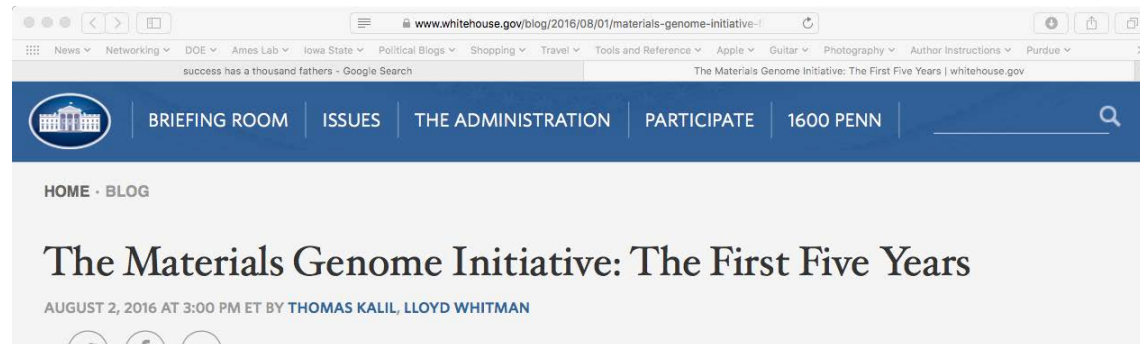 www.whitehouse.gov/blog/2016/08/01/materials-genome-initiative-
News Networking DOE Ames Lab Iowa State Political Blogs Shopping Travel Tools and Reference Apple Guitar Photography Author Instructions Purdue
success has a thousand fathers - Google Search The Materials Genome Initiative: The First Five Years | whitehouse.gov
BRIEFING ROOM ISSUES THE ADMINISTRATION PARTICIPATE 1600 PENN
HOME · BLOG
The Materials Genome Initiative: The First Five Years
AUGUST 2, 2016 AT 3:00 PM ET BY THOMAS KALIL, LLOYD WHITMAN